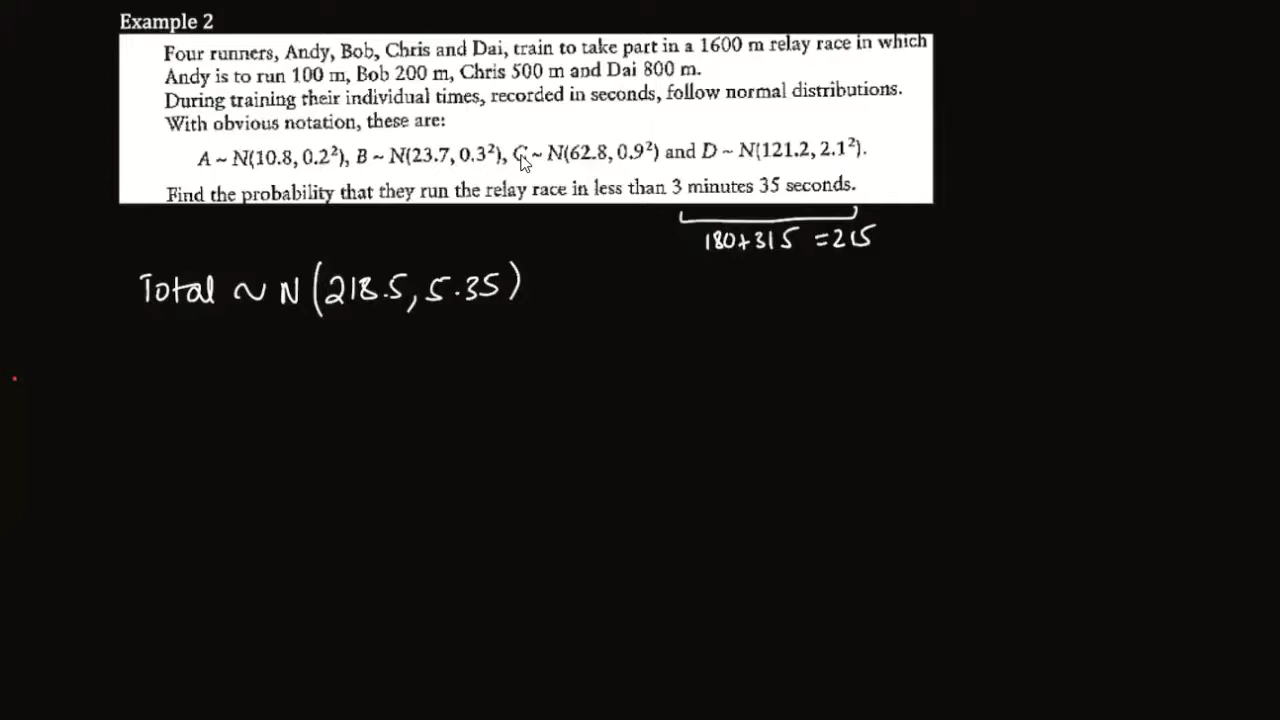 Example 2
Four runners, Andy, Bob, Chris and Dai, train to take part in a 1600 m relay race in which
Andy is to run 100 m, Bob 200 m, Chris 500 m and Dai 800 m.
During training their individual times, recorded in seconds, follow normal distributions.
With obvious notation, these are:
A ~ N(10.8, 0.2²), B ~ N(23.7, 0.3²), C ~ N(62.8, 0.9²) and D ~ N(121.2, 2.1²).
Find the probability that they run the relay race in less than 3 minutes 35 seconds.
180+315 =215
Total ~ N(218.5, 5.35)